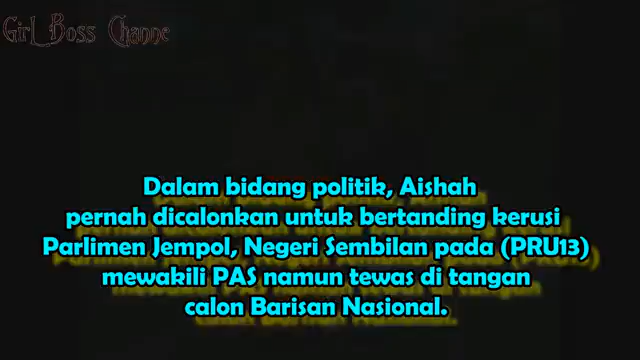 Girl Boss Channe
Dalam bidang politik, Aishah
pernah dicalonkan untuk bertanding kerusi
Parlimen Jempol, Negeri Sembilan pada (PRU13)
mewakili PAS namun tewas di tangan
calon Barisan Nasional.